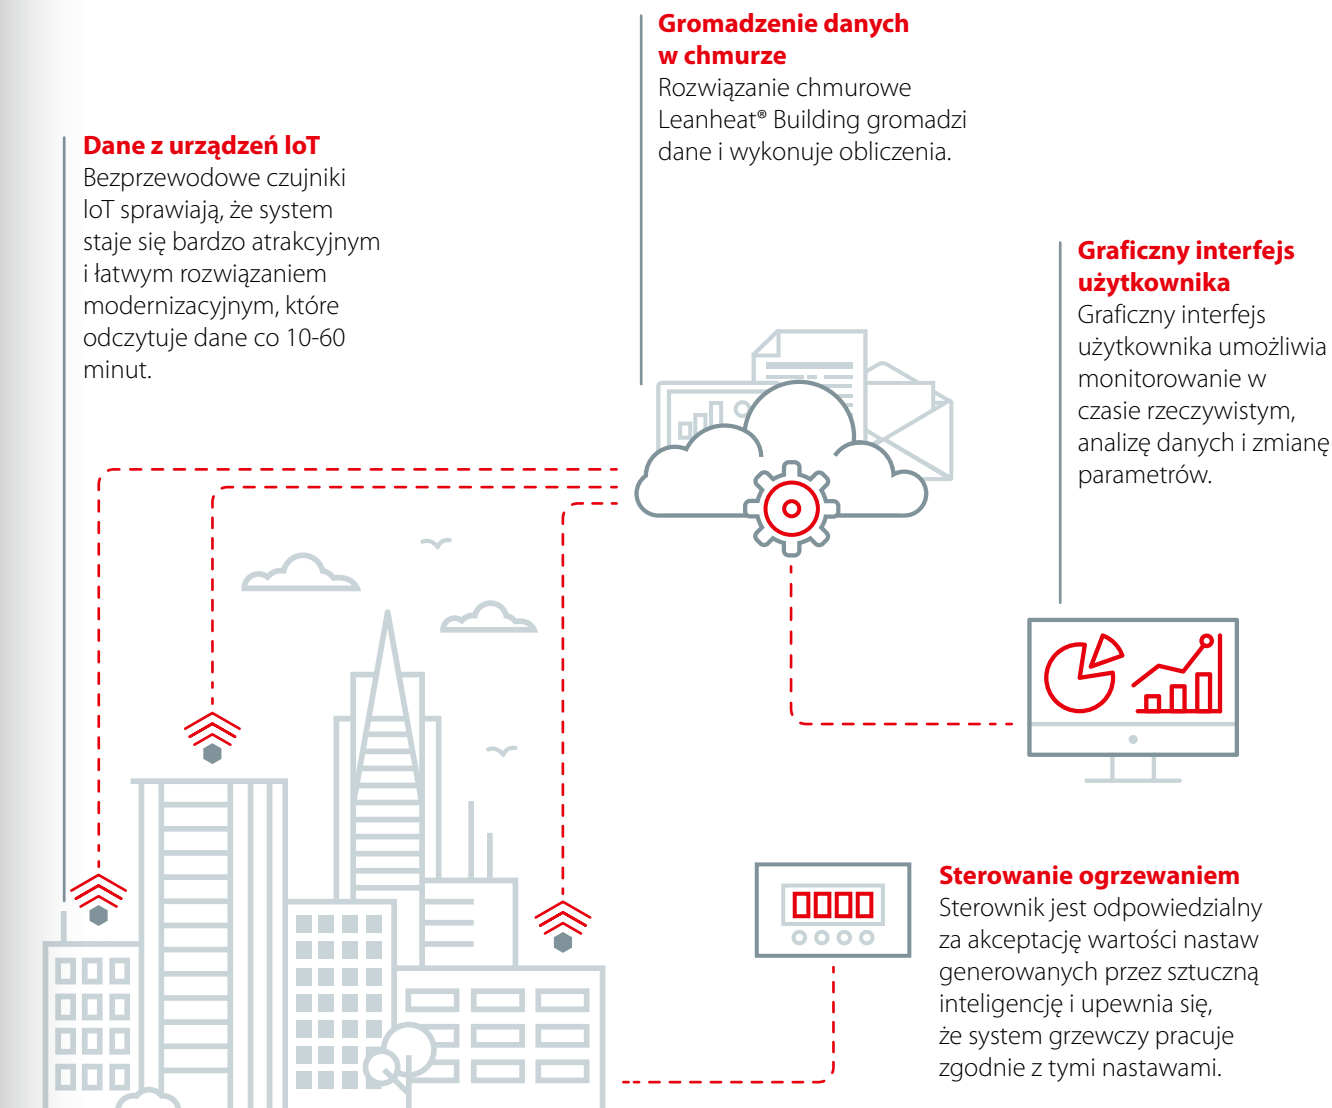 Gromadzenie danych
w chmurze
Rozwiązanie chmurowe
Leanheat® Building gromadzi
dane i wykonuje obliczenia.
Dane z urządzeń loT
Bezprzewodowe czujniki
loT sprawiają, że system
staje się bardzo atrakcyjnym
i łatwym rozwiązaniem
modernizacyjnym, które
odczytuje dane co 10-60
minut.
Graficzny interfejs
użytkownika
Graficzny interfejs
użytkownika umożliwia
monitorowanie w
czasie rzeczywistym,
analizę danych i zmianę
parametrów.
Sterowanie ogrzewaniem
Sterownik jest odpowiedzialny
za akceptację wartości nastaw
generowanych przez sztuczną
inteligencję i upewnia się,
że system grzewczy pracuje
zgodnie z tymi nastawami.